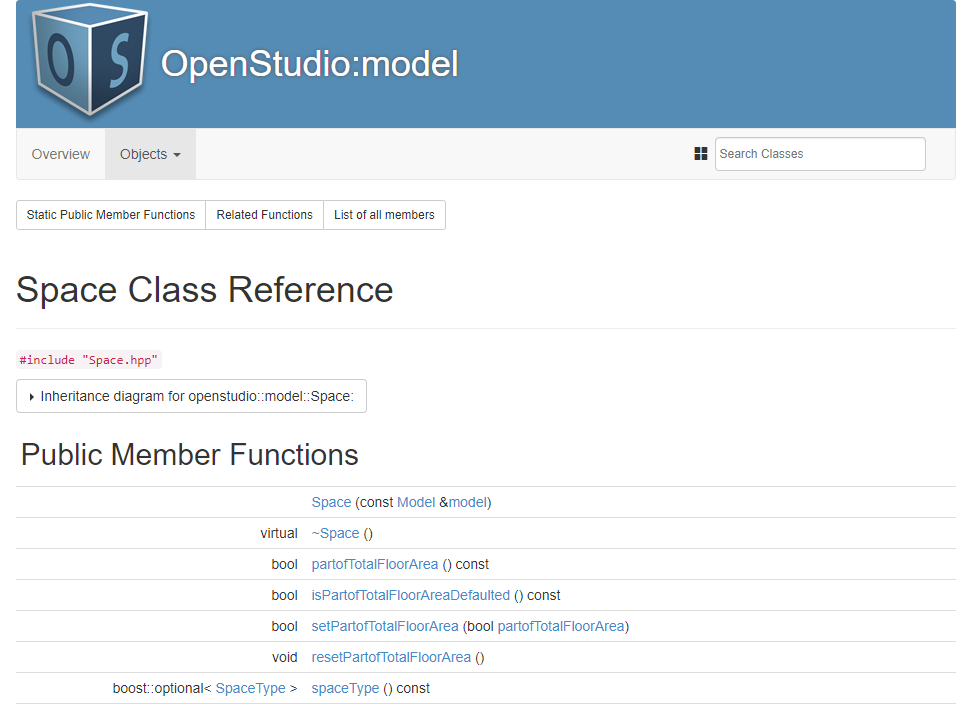 OS
OpenStudio:model
Overview Objects Search Classes
Static Public Member Functions Related Functions List of all members
Space Class Reference
#include "Space.hpp"
Inheritance diagram for openstudio::model::Space:
Public Member Functions
Space (const Model &model)
virtual ~Space ()
bool partofTotalFloorArea () const
bool isPartofTotalFloorAreaDefaulted () const
bool setPartofTotalFloorArea (bool partofTotalFloorArea)
void resetPartofTotalFloorArea ()
boost::optional< SpaceType > spaceType () const